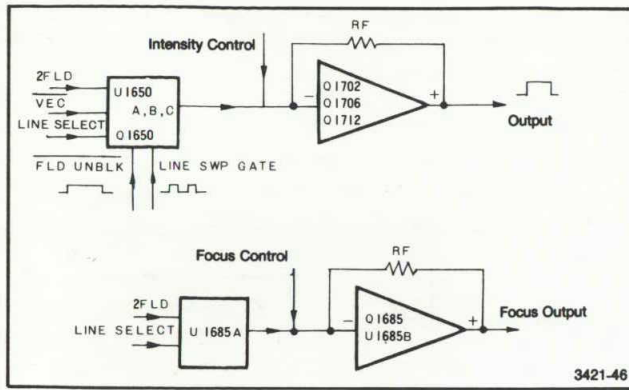 Intensity Control
RF
2FLD
VEC
LINE SELECT
U1650
A, B, C
Q1650
FLD UNBLK
LINE SWP GATE
Q1702
Q1706
Q1712
−
+
Output
Focus Control
RF
2FLD
LINE SELECT
U1685A
Q1685
U1685B
−
+
Focus Output
3421-46